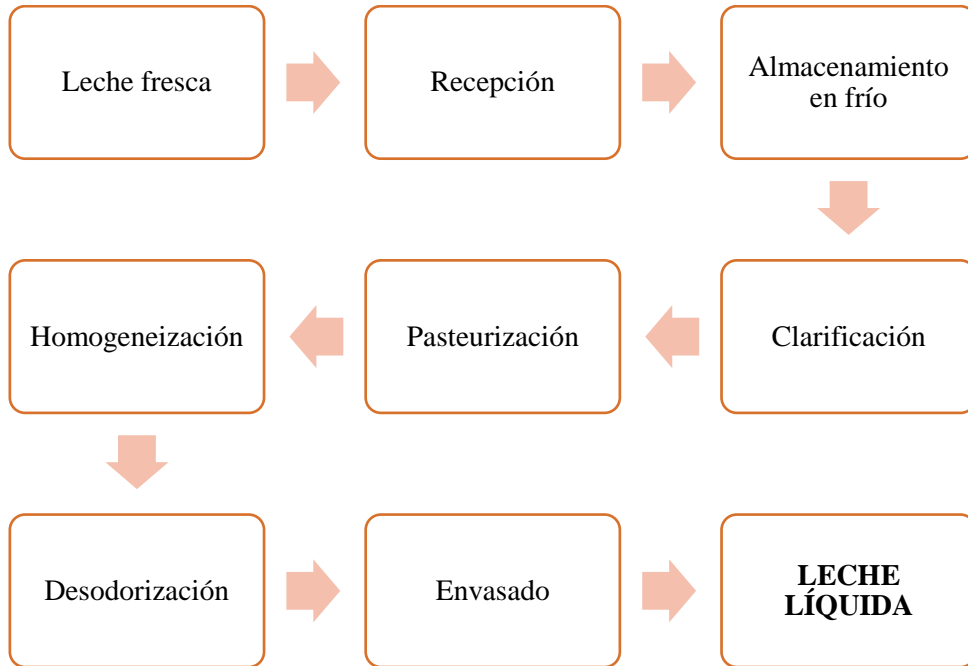 Leche fresca
Recepción
Almacenamiento
en frío
Clarificación
Pasteurización
Homogeneización
Desodorización
Envasado
LECHE
LÍQUIDA